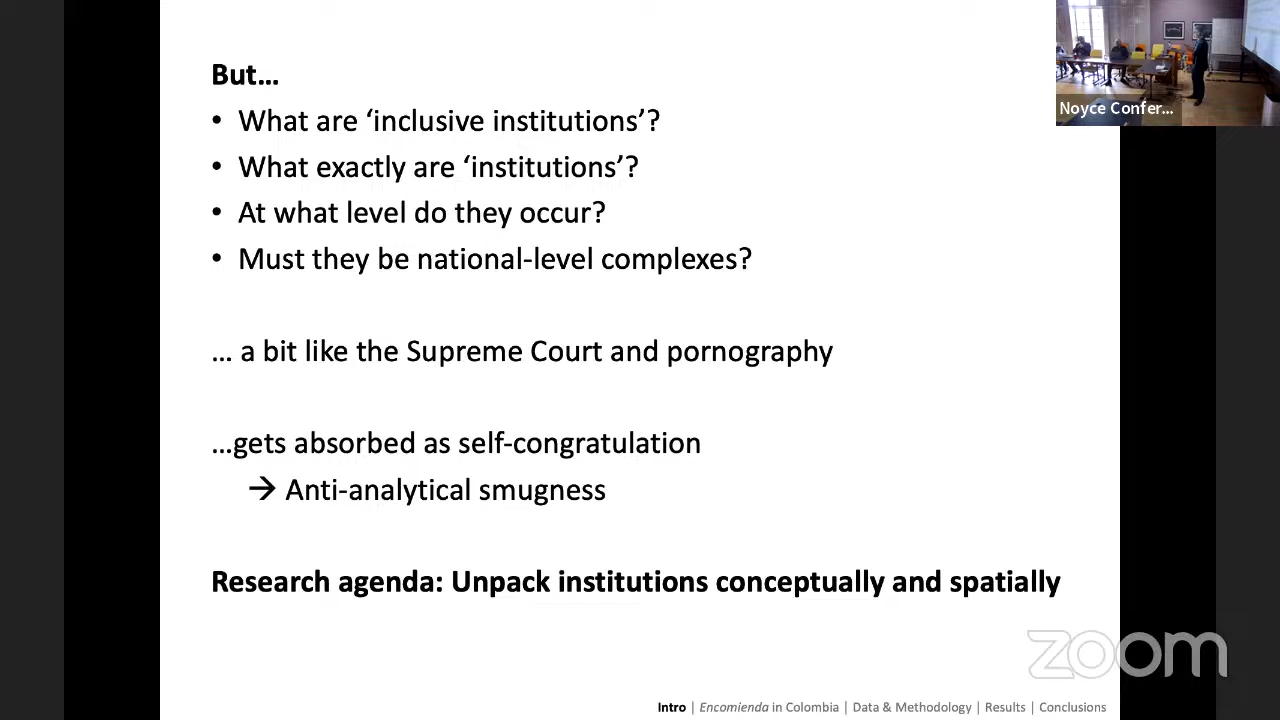 But…
• What are ‘inclusive institutions’?
• What exactly are ‘institutions’?
• At what level do they occur?
• Must they be national-level complexes?
… a bit like the Supreme Court and pornography
…gets absorbed as self-congratulation
→ Anti-analytical smugness
Research agenda: Unpack institutions conceptually and spatially
Noyce Confer...
zoom
Intro | Encomienda in Colombia | Data & Methodology | Results | Conclusions